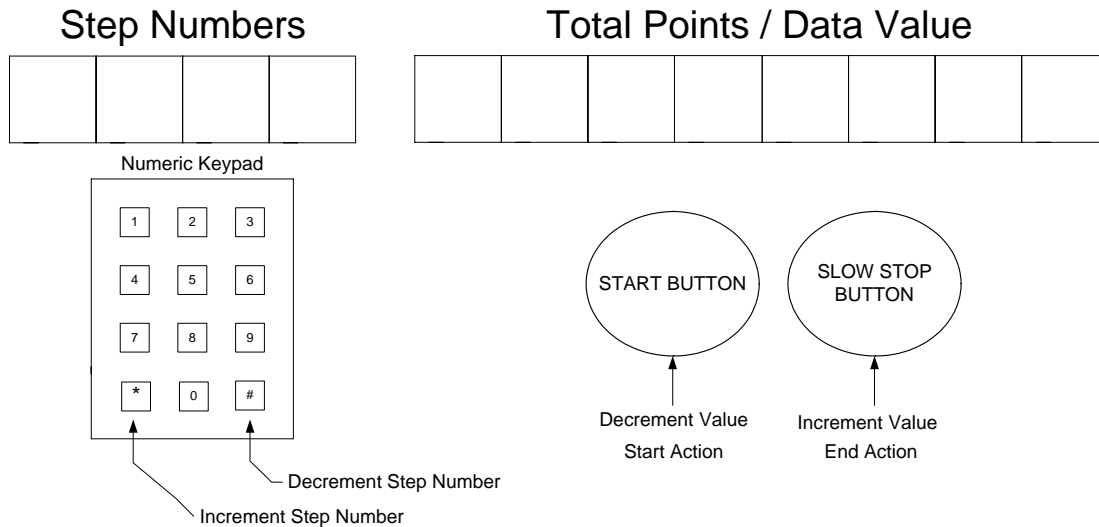 Step Numbers
Total Points / Data Value
Numeric Keypad
1 2 3
4 5 6
7 8 9
* 0 #
START BUTTON
SLOW STOP
BUTTON
Decrement Value
Start Action
Increment Value
End Action
Decrement Step Number
Increment Step Number